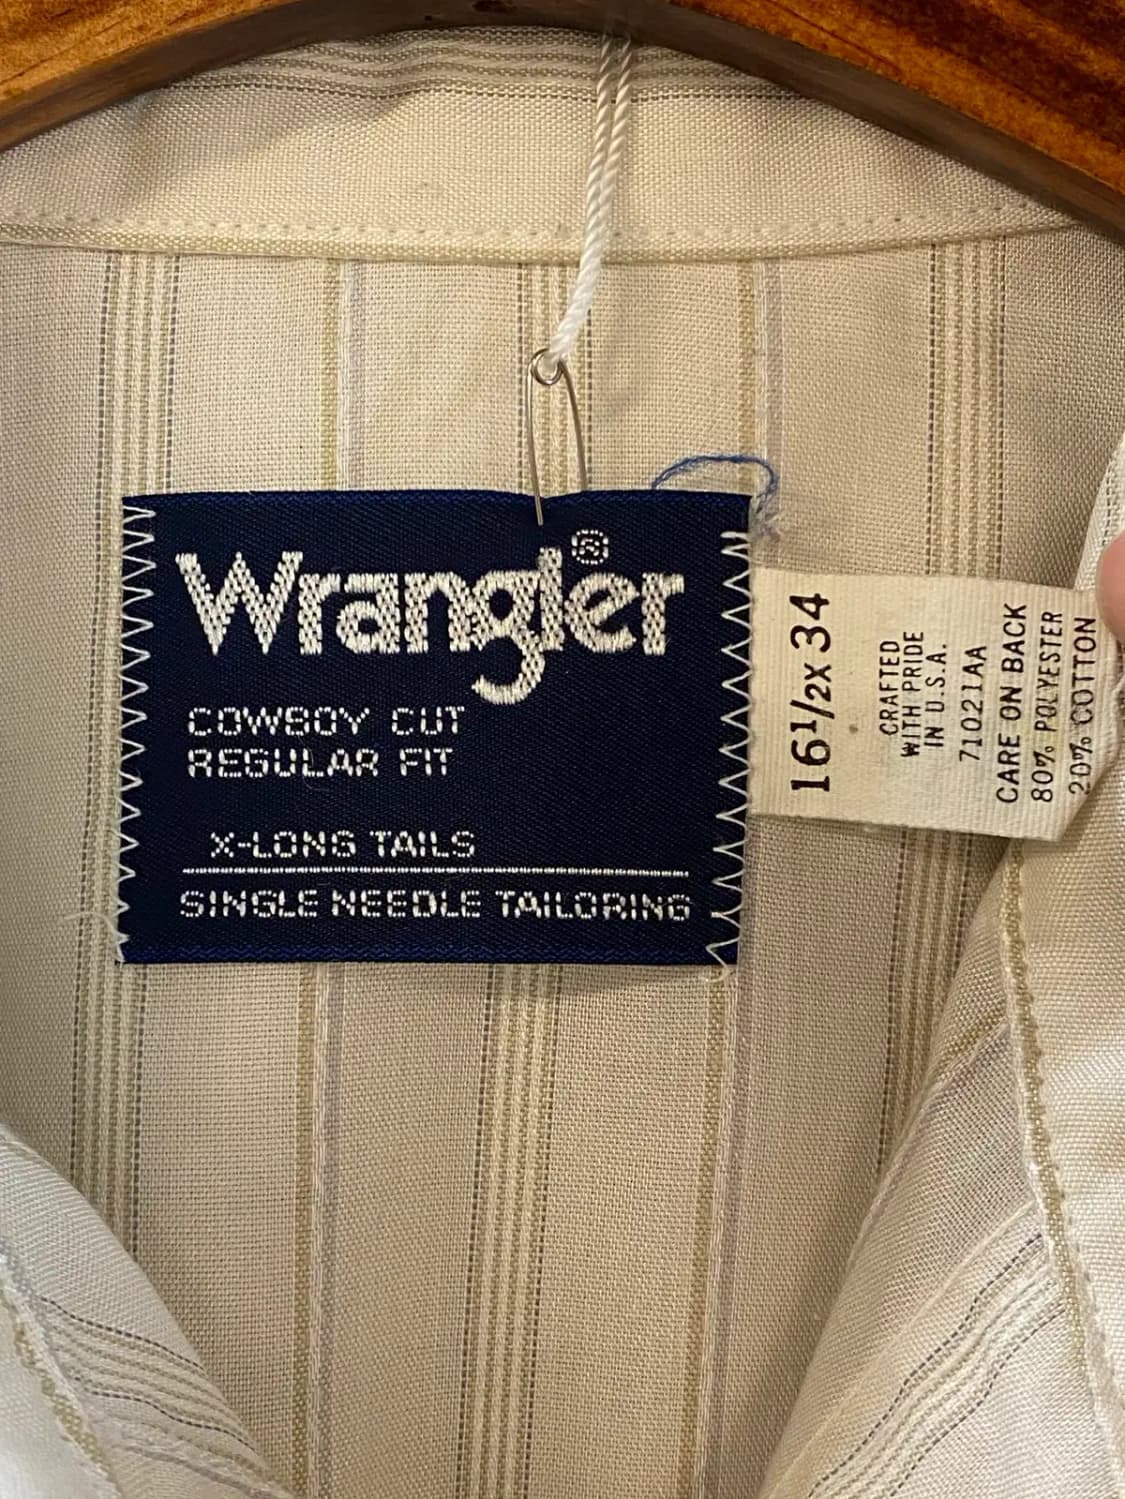 Wrangler®
COWBOY CUT
REGULAR FIT
X-LONG TAILS
SINGLE NEEDLE TAILORING
16 1/2 X 34
CRAFTED
WITH PRIDE
IN U.S.A.
71021AA
CARE ON BACK
80% POLYESTER
20% COTTON